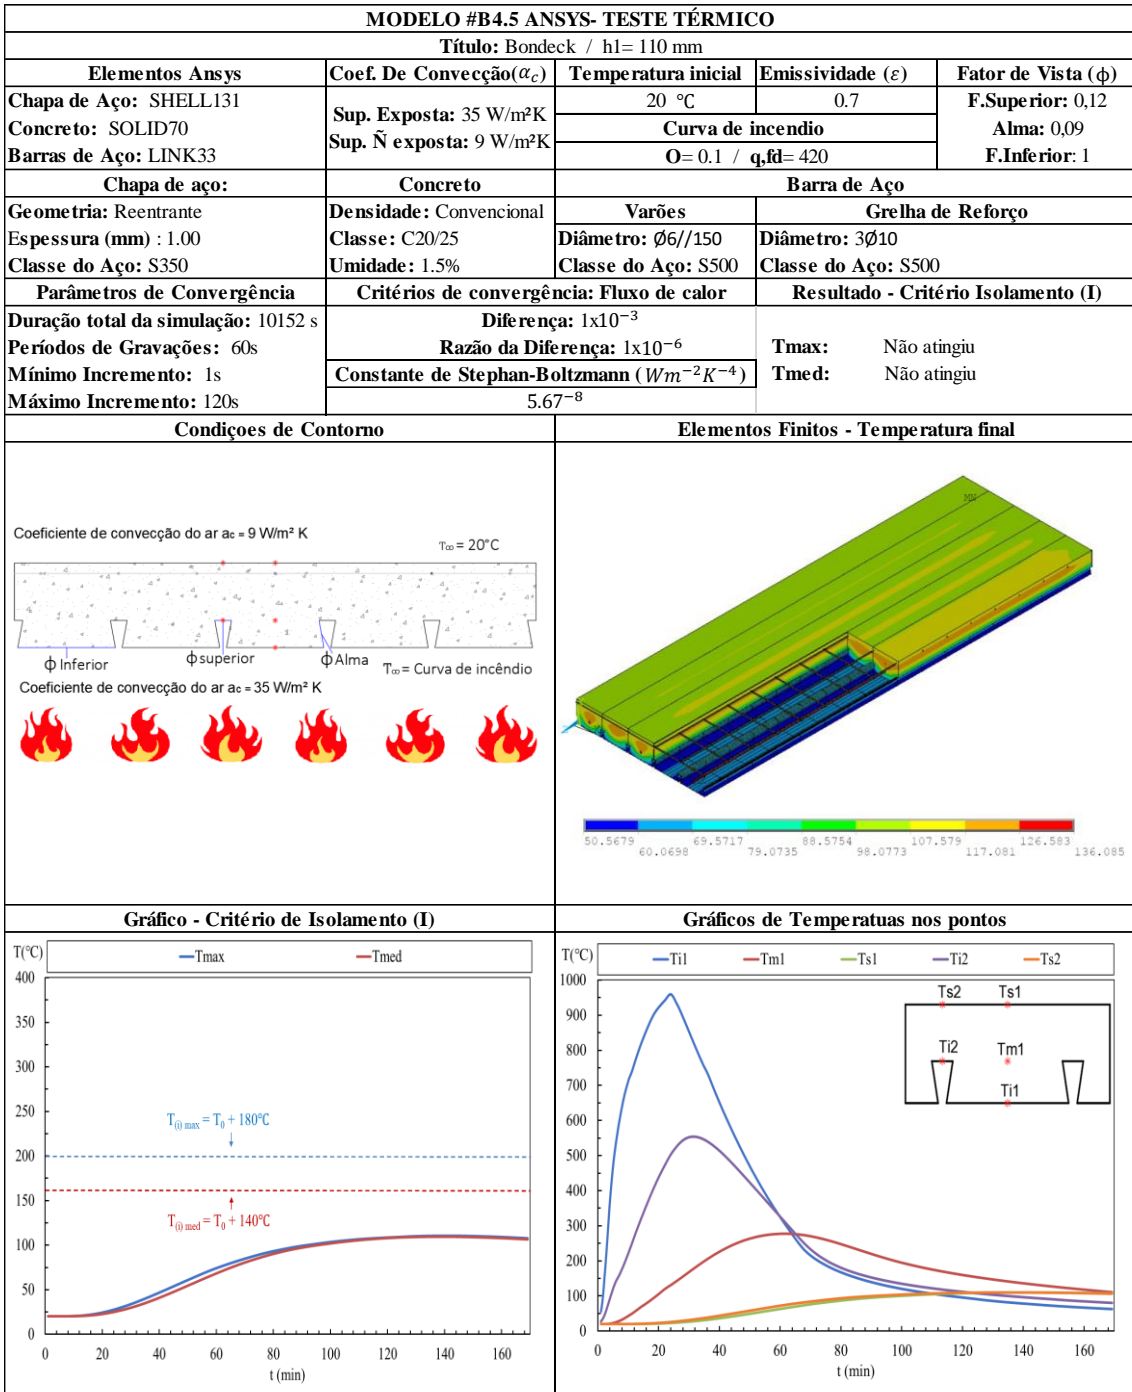 MODELO #B4.5 ANSYS- TESTE TÉRMICO
Título: Bondeck / h1= 110 mm
Elementos Ansys
Coef. De Convecção(α_c)
Temperatura inicial
Emissividade (ε)
Fator de Vista (ϕ)
Chapa de Aço: SHELL131
Concreto: SOLID70
Barras de Aço: LINK33
Sup. Exposta: 35 W/m²K
Sup. Ñ exposta: 9 W/m²K
20 °C
0.7
Curva de incendio
O= 0.1 / q,fd= 420
F.Superior: 0,12
Alma: 0,09
F.Inferior: 1
Chapa de aço:
Concreto
Barra de Aço
Geometria: Reentrante
Espessura (mm) : 1.00
Classe do Aço: S350
Densidade: Convencional
Classe: C20/25
Umidade: 1.5%
Varões
Diâmetro: Ø6//150
Classe do Aço: S500
Grelha de Reforço
Diâmetro: 3Ø10
Classe do Aço: S500
Parâmetros de Convergência
Critérios de convergência: Fluxo de calor
Resultado - Critério Isolamento (I)
Duração total da simulação: 10152 s
Períodos de Gravações: 60s
Mínimo Incremento: 1s
Máximo Incremento: 120s
Diferença: 1x10⁻³
Razão da Diferença: 1x10⁻⁶
Constante de Stephan-Boltzmann ( Wm⁻²K⁻⁴)
5.67⁻⁸
Tmax: Não atingiu
Tmed: Não atingiu
Condiçoes de Contorno
Elementos Finitos - Temperatura final
Coeficiente de convecção do ar ac = 9 W/m² K
T∞ = 20°C
1
ϕ Inferior
ϕ superior
ϕ Alma
T∞ = Curva de incêndio
Coeficiente de convecção do ar ac = 35 W/m² K
MN
50.5679 69.5717 88.5754 107.579 126.583
60.0698 79.0735 98.0773 117.081 136.085
Gráfico - Critério de Isolamento (I)
Gráficos de Temperatuas nos pontos
T(°C)
Tmax Tmed
400
350
300
250
200
150
100
50
0
T(i) max = T0 + 180°C
T(i) med = T0 + 140°C
0 20 40 60 80 100 120 140 160
t (min)
T(°C)
Ti1 Tm1 Ts1 Ti2 Ts2
1000
900
800
700
600
500
400
300
200
100
0
Ts2 Ts1
Ti2 Tm1
Ti1
0 20 40 60 80 100 120 140 160
t (min)